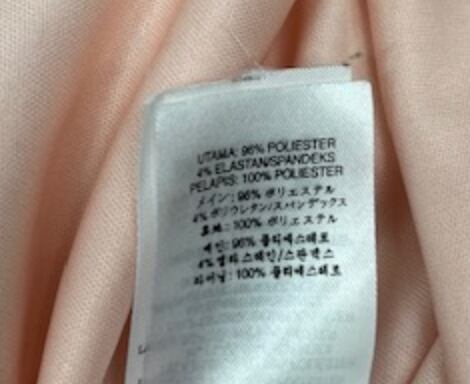 UTAMA: 96% POLIESTER
4% ELASTAN/SPANDEKS
PELAPIS: 100% POLIESTER
メイン: 96% ポリエステル
4% ポリウレタン/スパンデックス
裏地: 100% ポリエステル
메인: 96% 폴리에스테르
4% 엘라스테인/스판덱스
라이닝: 100% 폴리에스테르